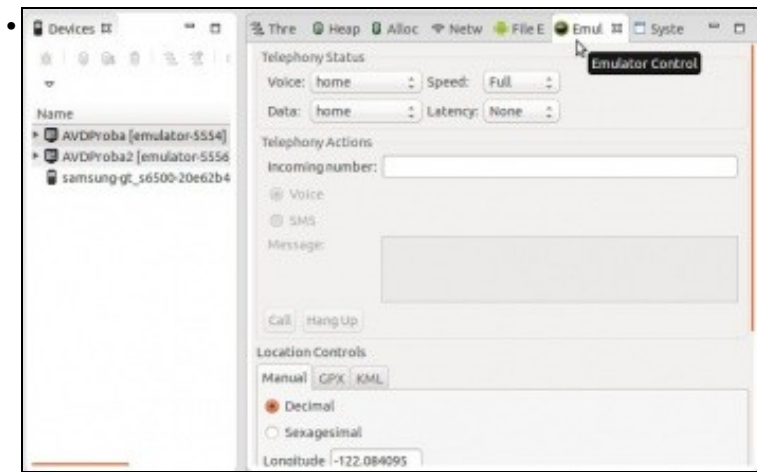 Devices
Thre Heap Alloc Netw File E Emul Syste
Emulator Control
Telephony Status
Voice: home Speed: Full
Data: home Latency: None
Name
AVDProba [emulator-5554]
AVDProba2 [emulator-5556
samsung-gt_s6500-20e62b4
Telephony Actions
Incoming number:
Voice
SMS
Message:
Call Hang Up
Location Controls
Manual GPX KML
Decimal
Sexagesimal
Longitude -122.084095